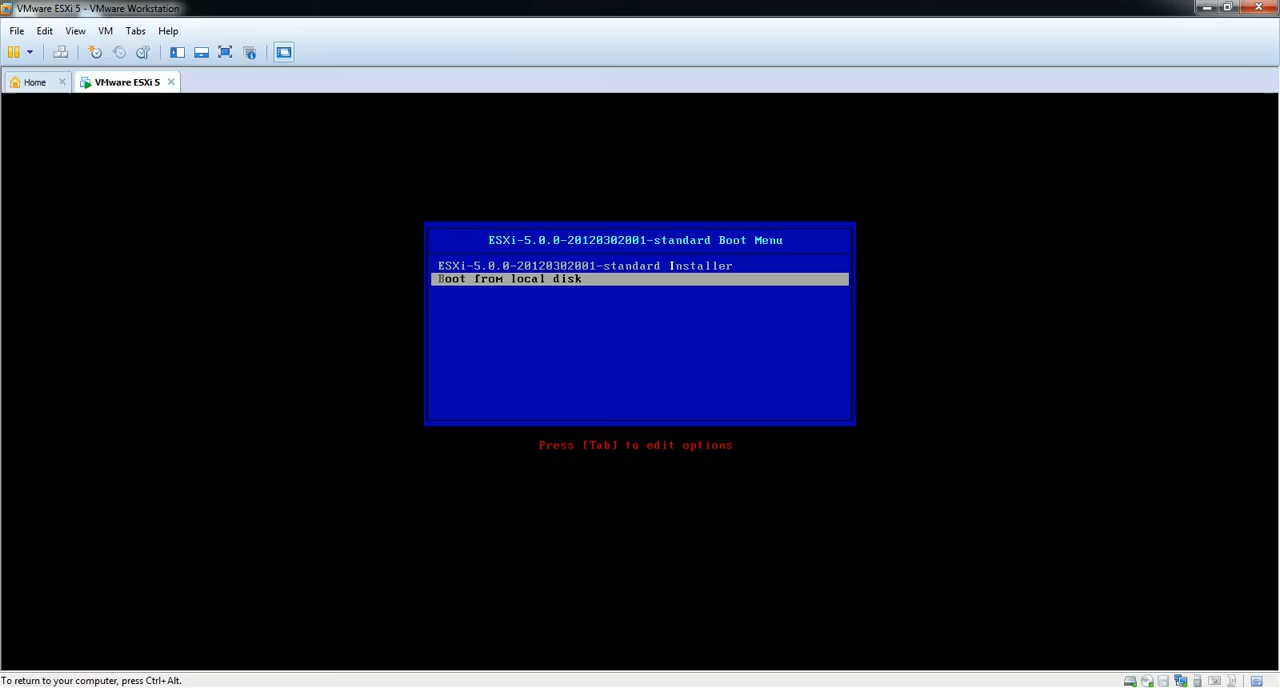 VMware ESXi 5 - VMware Workstation
File Edit View VM Tabs Help
Home VMware ESXi 5
ESXi-5.0.0-20120302001-standard Boot Menu
ESXi-5.0.0-20120302001-standard Installer
Boot from local disk
Press [Tab] to edit options
To return to your computer, press Ctrl+Alt.